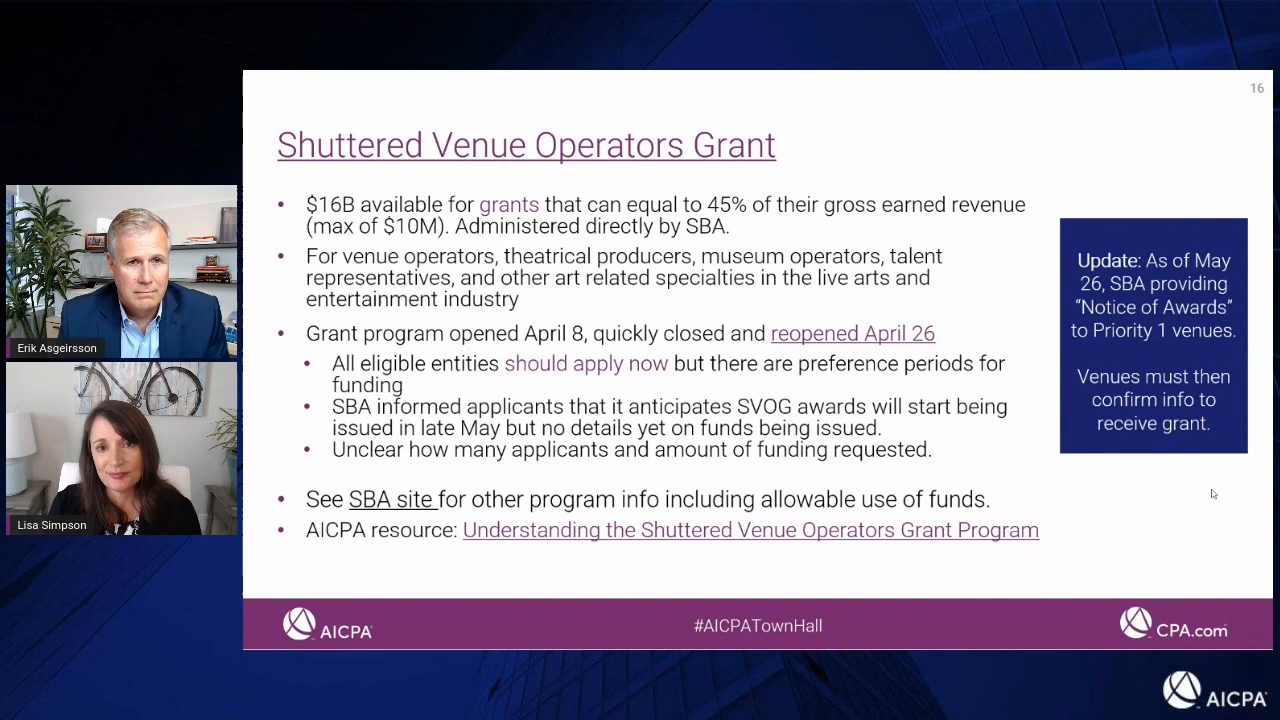 16
Shuttered Venue Operators Grant
• $16B available for grants that can equal to 45% of their gross earned revenue
(max of $10M). Administered directly by SBA.
• For venue operators, theatrical producers, museum operators, talent
representatives, and other art related specialties in the live arts and
entertainment industry
• Grant program opened April 8, quickly closed and reopened April 26
• All eligible entities should apply now but there are preference periods for
funding
• SBA informed applicants that it anticipates SVOG awards will start being
issued in late May but no details yet on funds being issued.
• Unclear how many applicants and amount of funding requested.
• See SBA site for other program info including allowable use of funds.
• AICPA resource: Understanding the Shuttered Venue Operators Grant Program
Update: As of May
26, SBA providing
“Notice of Awards”
to Priority 1 venues.
Venues must then
confirm info to
receive grant.
Erik Asgeirsson
Lisa Simpson
AICPA
#AICPATownHall
CPA.com
AICPA